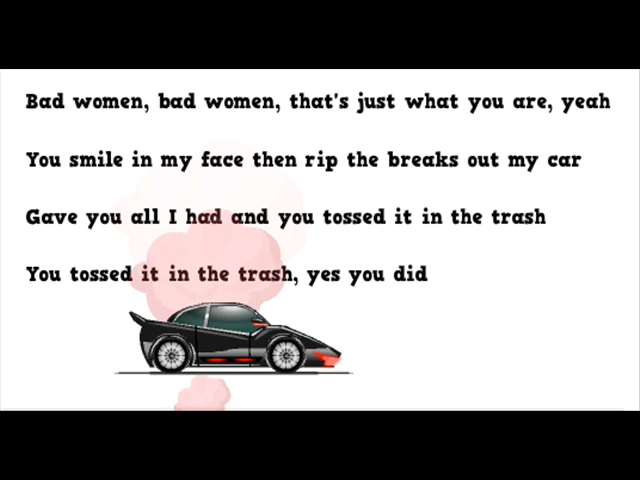 Bad women, bad women, that's just what you are, yeah
You smile in my face then rip the breaks out my car
Gave you all I had and you tossed it in the trash
You tossed it in the trash, yes you did